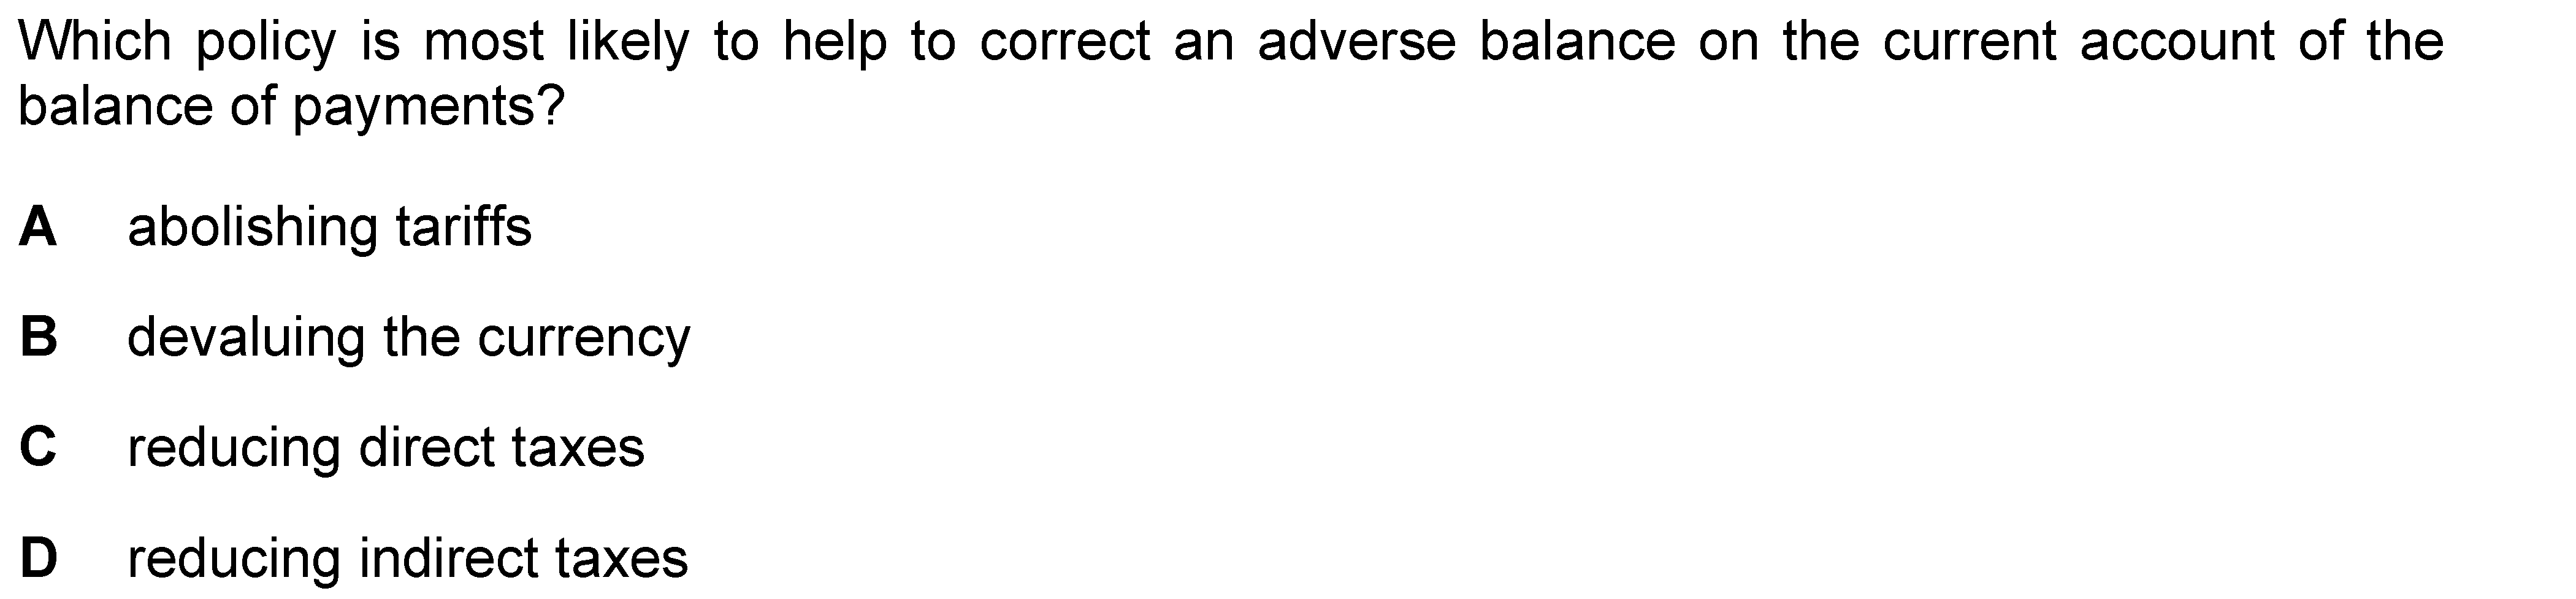 Which policy is most likely to help to correct an adverse balance on the current account of the
balance of payments?
A abolishing tariffs
B devaluing the currency
C reducing direct taxes
D reducing indirect taxes